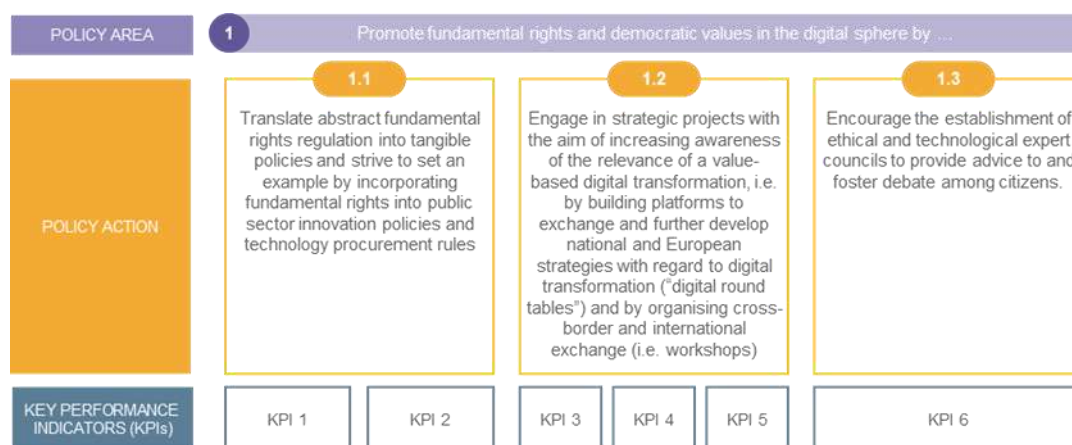 POLICY AREA
1
Promote fundamental rights and democratic values in the digital sphere by ...
POLICY ACTION
1.1
Translate abstract fundamental
rights regulation into tangible
policies and strive to set an
example by incorporating
fundamental rights into public
sector innovation policies and
technology procurement rules
1.2
Engage in strategic projects with
the aim of increasing awareness
of the relevance of a value-
based digital transformation, i.e.
by building platforms to
exchange and further develop
national and European
strategies with regard to digital
transformation (“digital round
tables”) and by organising cross-
border and international
exchange (i.e. workshops)
1.3
Encourage the establishment of
ethical and technological expert
councils to provide advice to and
foster debate among citizens.
KEY PERFORMANCE
INDICATORS (KPIs)
KPI 1
KPI 2
KPI 3
KPI 4
KPI 5
KPI 6